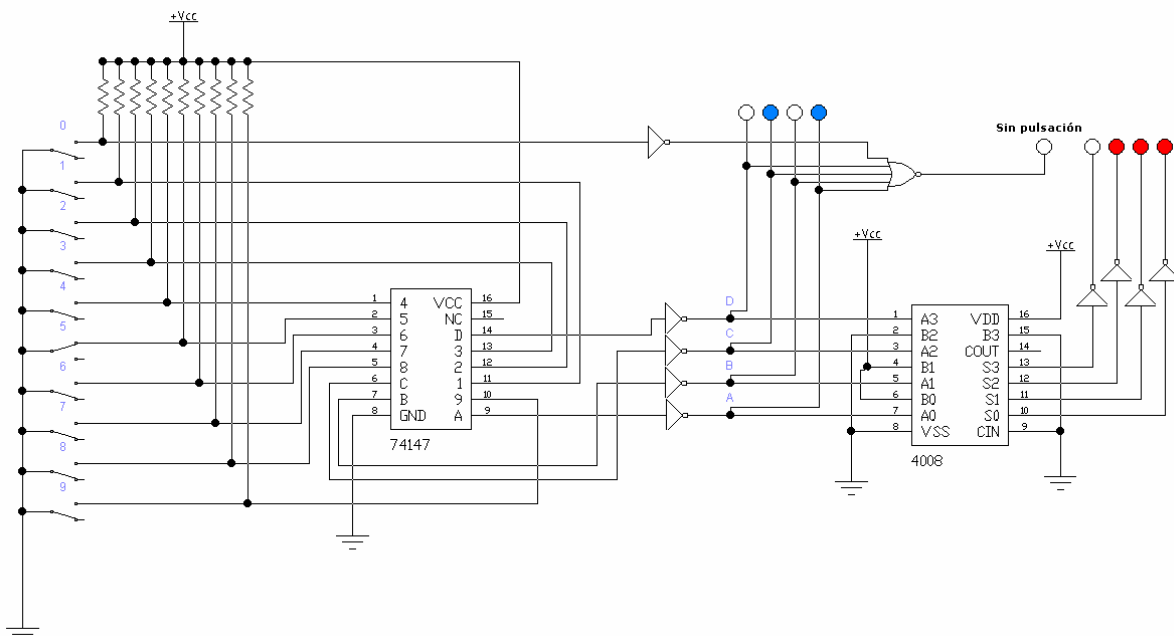 +Vcc
0
1
2
3
4
5
6
7
8
9
Sin pulsación
+Vcc
+Vcc
D
C
B
A
1 4 VCC 16
2 5 NC 15
3 6 D 14
4 7 3 13
5 8 2 12
6 C 1 11
7 B 9 10
8 GND A 9
74147
1 A3 VDD 16
2 B2 B3 15
3 A2 COUT 14
4 B1 S3 13
5 A1 S2 12
6 B0 S1 11
7 A0 S0 10
8 VSS CIN 9
4008